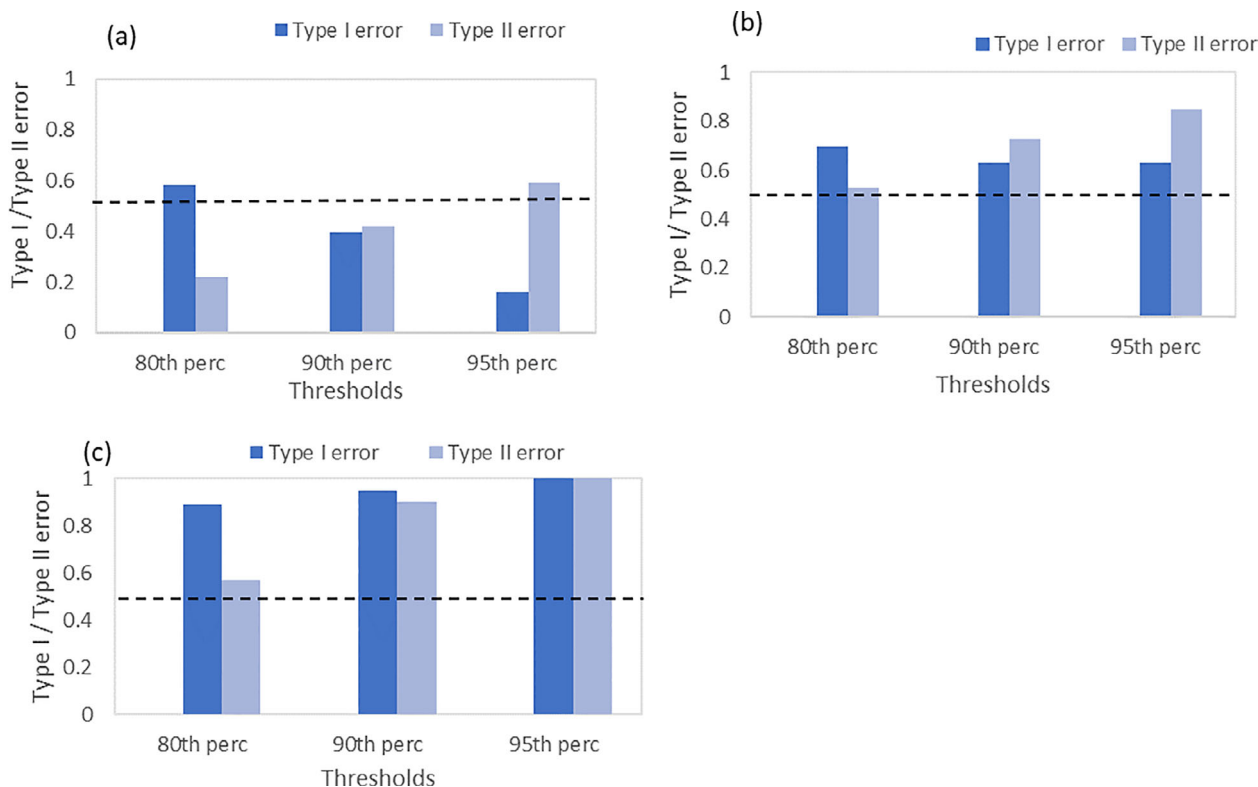 (a)
Type I error Type II error
Type I /Type II error
1
0.8
0.6
0.4
0.2
0
80th perc 90th perc 95th perc
Thresholds
(b)
Type I error Type II error
Type I/ Type II error
1
0.8
0.6
0.4
0.2
0
80th perc 90th perc 95th perc
Thresholds
(c)
Type I error Type II error
Type I / Type II error
1
0.8
0.6
0.4
0.2
0
80th perc 90th perc 95th perc
Thresholds